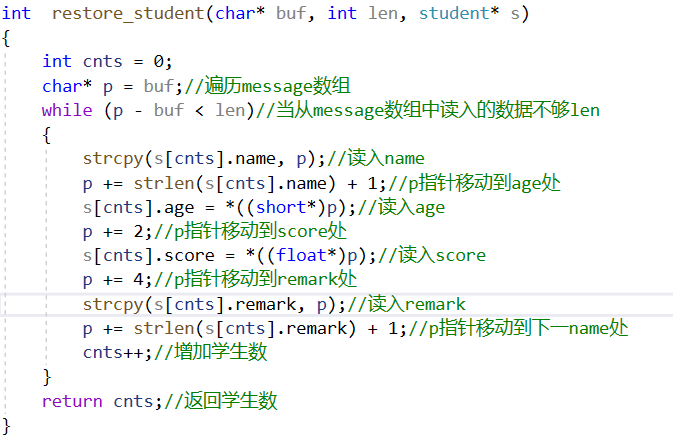 int  restore_student(char* buf, int len, student* s)
{
    int cnts = 0;
    char* p = buf;//遍历message数组
    while (p - buf < len)//当从message数组中读入的数据不够len
    {
        strcpy(s[cnts].name, p);//读入name
        p += strlen(s[cnts].name) + 1;//p指针移动到age处
        s[cnts].age = *((short*)p);//读入age
        p += 2;//p指针移动到score处
        s[cnts].score = *((float*)p);//读入score
        p += 4;//p指针移动到remark处
        strcpy(s[cnts].remark, p);//读入remark
        p += strlen(s[cnts].remark) + 1;//p指针移动到下一name处
        cnts++;//增加学生数
    }
    return cnts;//返回学生数
}